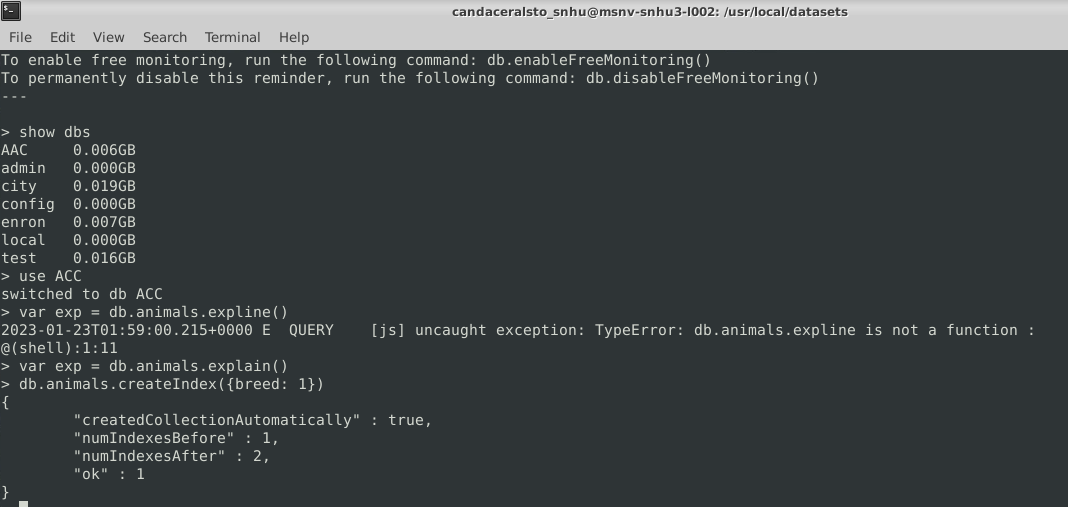 candaceralsto_snhu@msnv-snhu3-l002: /usr/local/datasets
File Edit View Search Terminal Help
To enable free monitoring, run the following command: db.enableFreeMonitoring()
To permanently disable this reminder, run the following command: db.disableFreeMonitoring()
---
> show dbs
AAC     0.006GB
admin   0.000GB
city    0.019GB
config  0.000GB
enron   0.007GB
local   0.000GB
test    0.016GB
> use ACC
switched to db ACC
> var exp = db.animals.expline()
2023-01-23T01:59:00.215+0000 E  QUERY    [js] uncaught exception: TypeError: db.animals.expline is not a function :
@(shell):1:11
> var exp = db.animals.explain()
> db.animals.createIndex({breed: 1})
{
        "createdCollectionAutomatically" : true,
        "numIndexesBefore" : 1,
        "numIndexesAfter" : 2,
        "ok" : 1
}